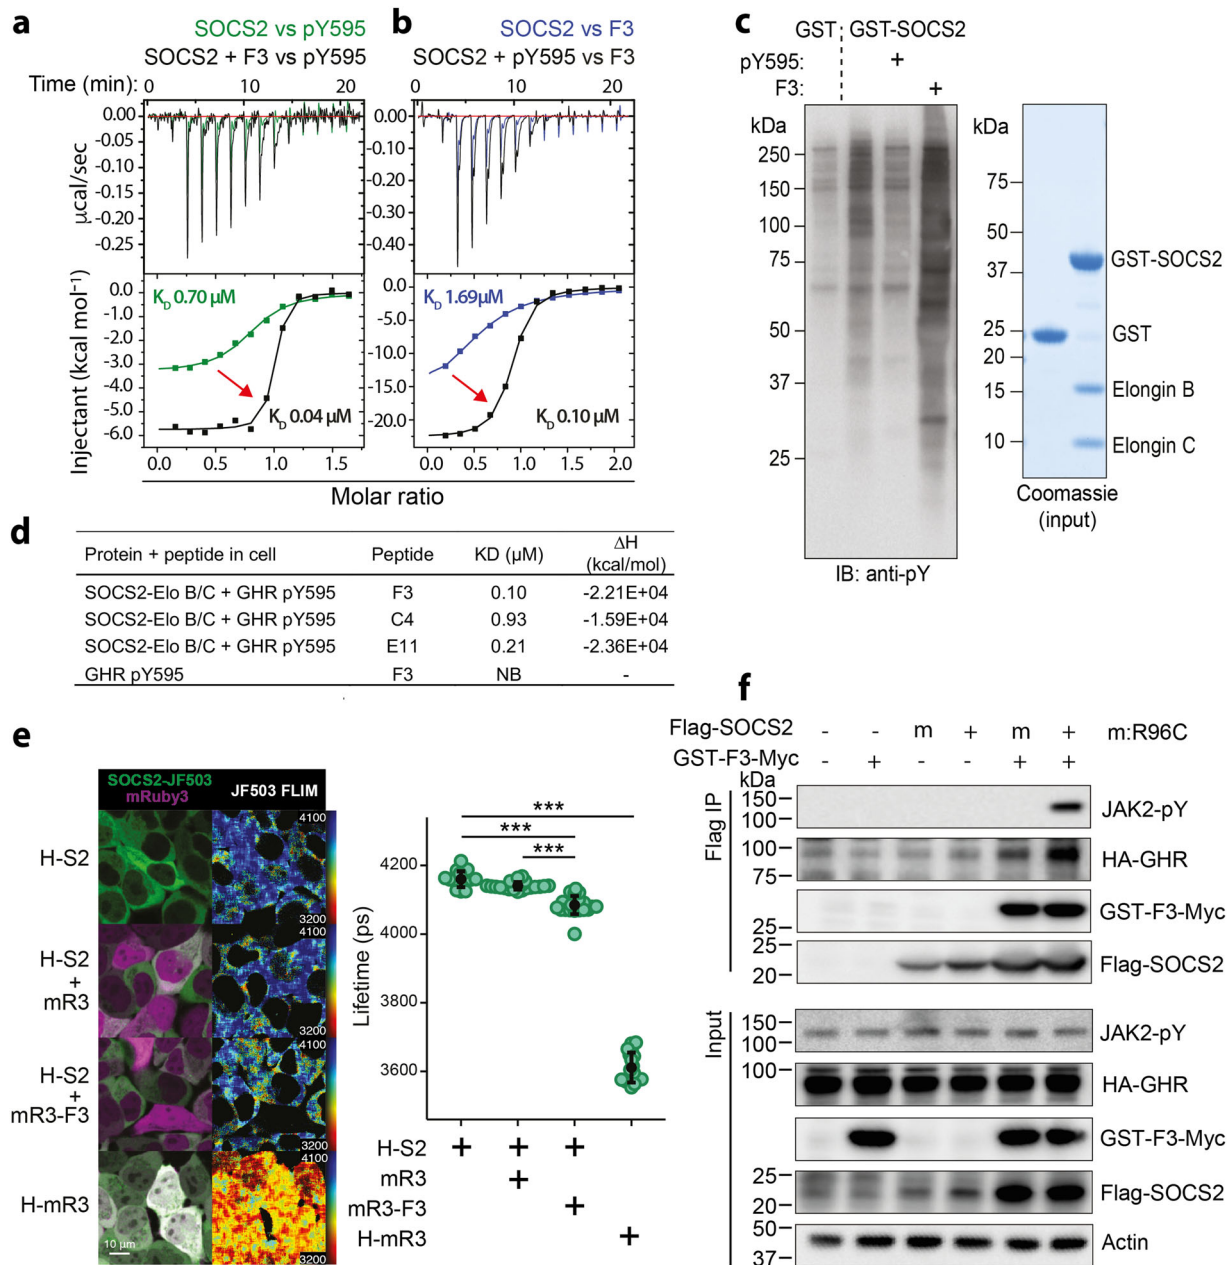 a
SOCS2 vs pY595
SOCS2 + F3 vs pY595
b
SOCS2 vs F3
SOCS2 + pY595 vs F3
Time (min):
0 10 20
0 10 20
µcal/sec
0.00
-0.05
-0.10
-0.15
-0.20
-0.25
0.00
-0.10
-0.20
-0.30
-0.40
Injectant (kcal mol⁻¹)
0.0
-1.0
-2.0
-3.0
-4.0
-5.0
-6.0
K_D 0.70 µM
K_D 0.04 µM
0.0
-5.0
-10.0
-15.0
-20.0
K_D 1.69µM
K_D 0.10 µM
0.0 0.5 1.0 1.5
0.0 0.5 1.0 1.5 2.0
Molar ratio
c
GST GST-SOCS2
pY595: +
F3: +
kDa
250
150
100
75
50
37
25
IB: anti-pY
kDa
75
50
37
25
20
15
10
GST-SOCS2
GST
Elongin B
Elongin C
Coomassie
(input)
d
Protein + peptide in cell Peptide KD (µM) ΔH (kcal/mol)
SOCS2-Elo B/C + GHR pY595 F3 0.10 -2.21E+04
SOCS2-Elo B/C + GHR pY595 C4 0.93 -1.59E+04
SOCS2-Elo B/C + GHR pY595 E11 0.21 -2.36E+04
GHR pY595 F3 NB -
e
SOCS2-JF503
mRuby3
JF503 FLIM
H-S2
4100
3200
H-S2
+
mR3
4100
3200
H-S2
+
mR3-F3
4100
3200
H-mR3
4100
3200
10 µm
Lifetime (ps)
4200
4000
3800
3600
***
***
***
H-S2 + + +
mR3 +
mR3-F3 +
H-mR3 +
f
Flag-SOCS2 - - m + m + m:R96C
GST-F3-Myc - + - - + +
kDa
Flag IP
150
100
JAK2-pY
100
75
HA-GHR
25
GST-F3-Myc
25
20
Flag-SOCS2
Input
150
100
JAK2-pY
100
HA-GHR
GST-F3-Myc
25
20
Flag-SOCS2
50
37
Actin